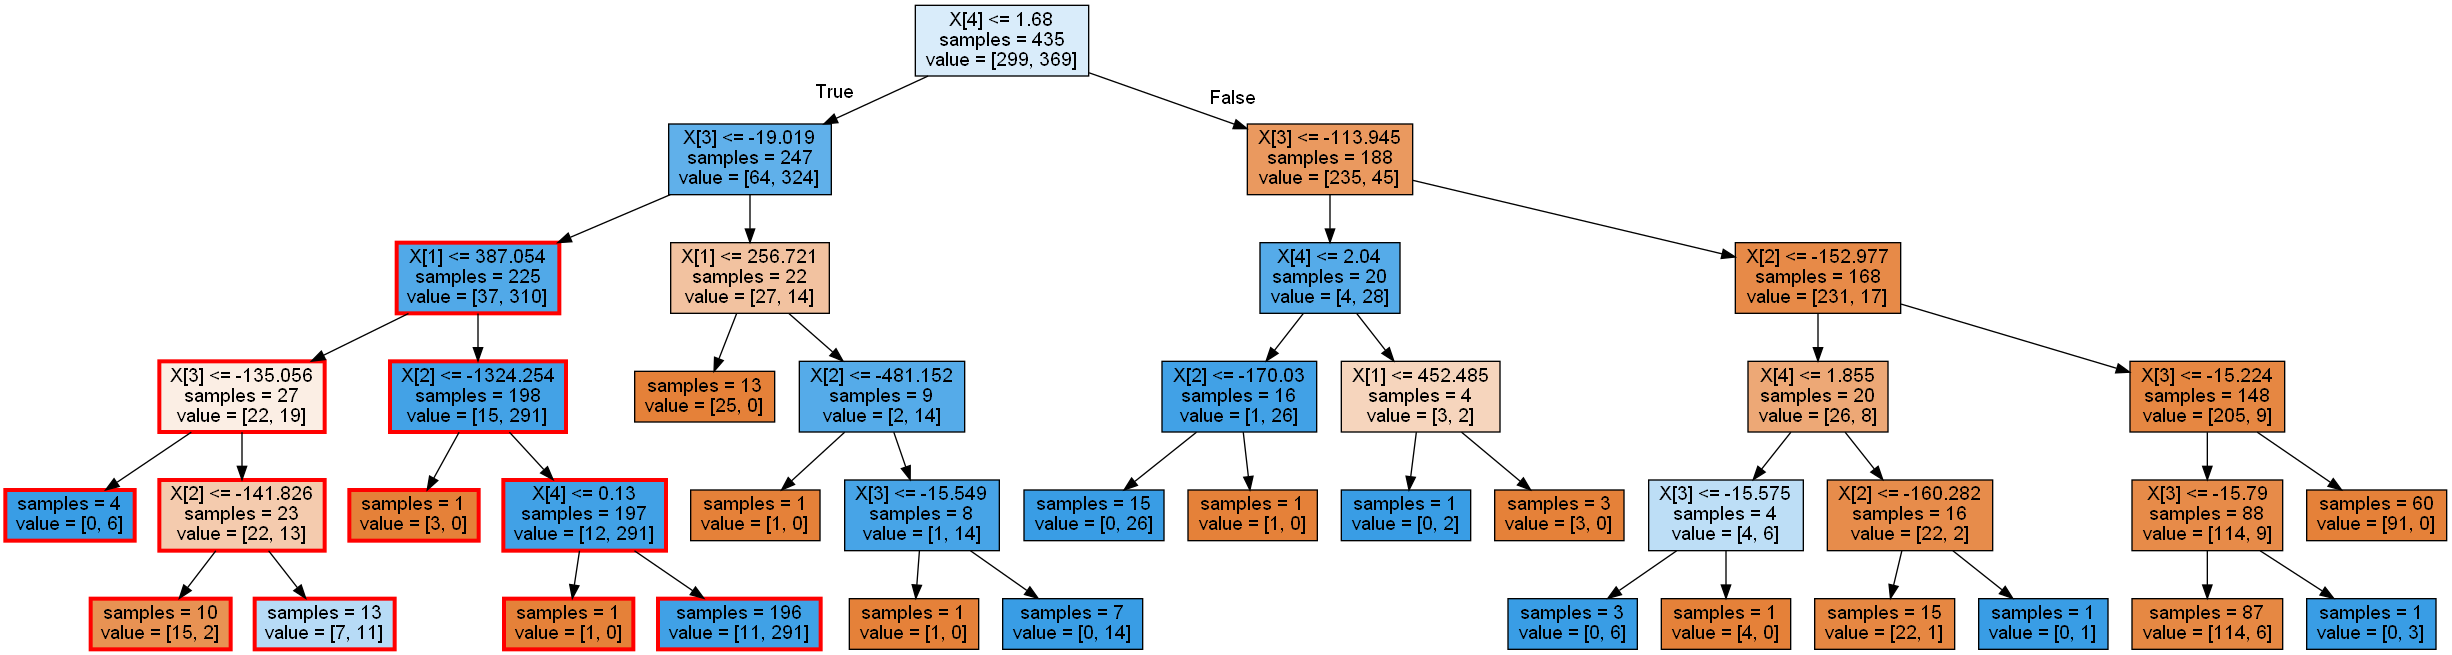 X[4] <= 1.68
samples = 435
value = [299, 369]
True
False
X[3] <= -19.019
samples = 247
value = [64, 324]
X[3] <= -113.945
samples = 188
value = [235, 45]
X[1] <= 387.054
samples = 225
value = [37, 310]
X[1] <= 256.721
samples = 22
value = [27, 14]
X[4] <= 2.04
samples = 20
value = [4, 28]
X[2] <= -152.977
samples = 168
value = [231, 17]
X[3] <= -135.056
samples = 27
value = [22, 19]
X[2] <= -1324.254
samples = 198
value = [15, 291]
samples = 13
value = [25, 0]
X[2] <= -481.152
samples = 9
value = [2, 14]
X[2] <= -170.03
samples = 16
value = [1, 26]
X[1] <= 452.485
samples = 4
value = [3, 2]
X[4] <= 1.855
samples = 20
value = [26, 8]
X[3] <= -15.224
samples = 148
value = [205, 9]
samples = 4
value = [0, 6]
X[2] <= -141.826
samples = 23
value = [22, 13]
samples = 1
value = [3, 0]
X[4] <= 0.13
samples = 197
value = [12, 291]
samples = 1
value = [1, 0]
X[3] <= -15.549
samples = 8
value = [1, 14]
samples = 15
value = [0, 26]
samples = 1
value = [1, 0]
samples = 1
value = [0, 2]
samples = 3
value = [3, 0]
X[3] <= -15.575
samples = 4
value = [4, 6]
X[2] <= -160.282
samples = 16
value = [22, 2]
X[3] <= -15.79
samples = 88
value = [114, 9]
samples = 60
value = [91, 0]
samples = 10
value = [15, 2]
samples = 13
value = [7, 11]
samples = 1
value = [1, 0]
samples = 196
value = [11, 291]
samples = 1
value = [1, 0]
samples = 7
value = [0, 14]
samples = 3
value = [0, 6]
samples = 1
value = [4, 0]
samples = 15
value = [22, 1]
samples = 1
value = [0, 1]
samples = 87
value = [114, 6]
samples = 1
value = [0, 3]